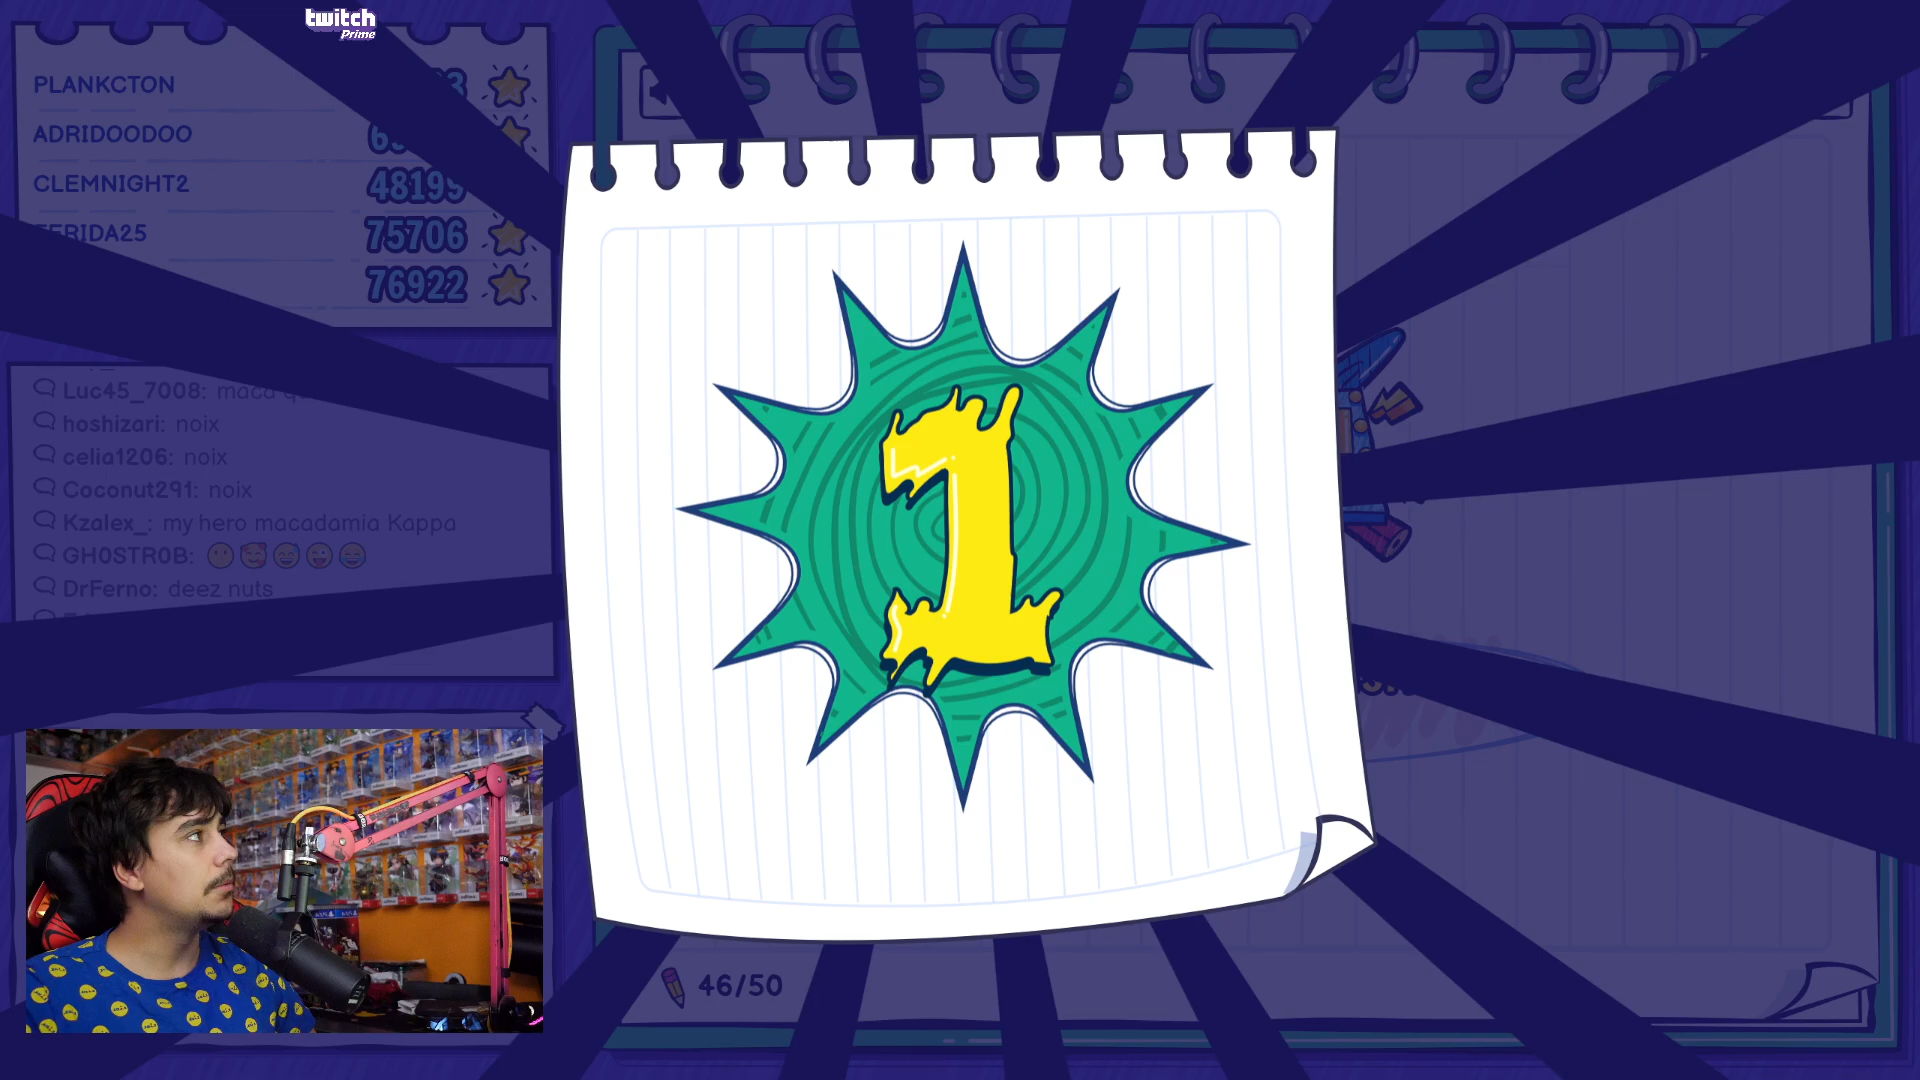 twitch
Prime
PLANKCTON
ADRIDOODOO
CLEMNIGHT2 48199
75706
76922
Luc45_7008: maca
hoshizari: noix
celia1206: noix
Coconut291: noix
Kzalex_: my hero macadamia Kappa
GH0STR0B:
DrFerno: deez nuts
1
46/50